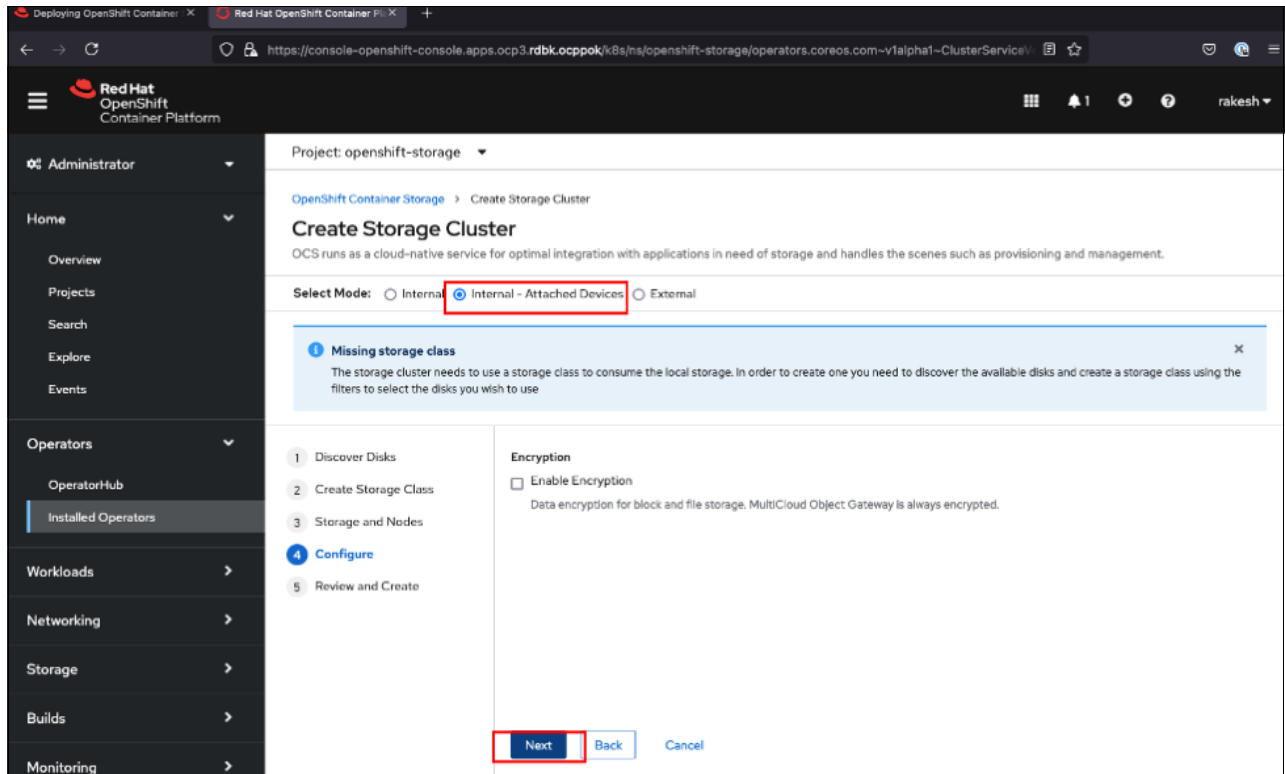 Deploying OpenShift Container
Red Hat OpenShift Container Pl
https://console-openshift-console.apps.ocp3.rdbk.ocppok/k8s/ns/openshift-storage/operators.coreos.com~v1alpha1~ClusterServiceV
Red Hat
OpenShift
Container Platform
1
rakesh
Administrator
Project: openshift-storage
Home
Overview
Projects
Search
Explore
Events
Operators
OperatorHub
Installed Operators
Workloads
Networking
Storage
Builds
Monitoring
OpenShift Container Storage > Create Storage Cluster
Create Storage Cluster
OCS runs as a cloud-native service for optimal integration with applications in need of storage and handles the scenes such as provisioning and management.
Select Mode: Internal Internal - Attached Devices External
Missing storage class
The storage cluster needs to use a storage class to consume the local storage. In order to create one you need to discover the available disks and create a storage class using the
filters to select the disks you wish to use
1 Discover Disks
2 Create Storage Class
3 Storage and Nodes
4 Configure
5 Review and Create
Encryption
Enable Encryption
Data encryption for block and file storage. MultiCloud Object Gateway is always encrypted.
Next Back Cancel